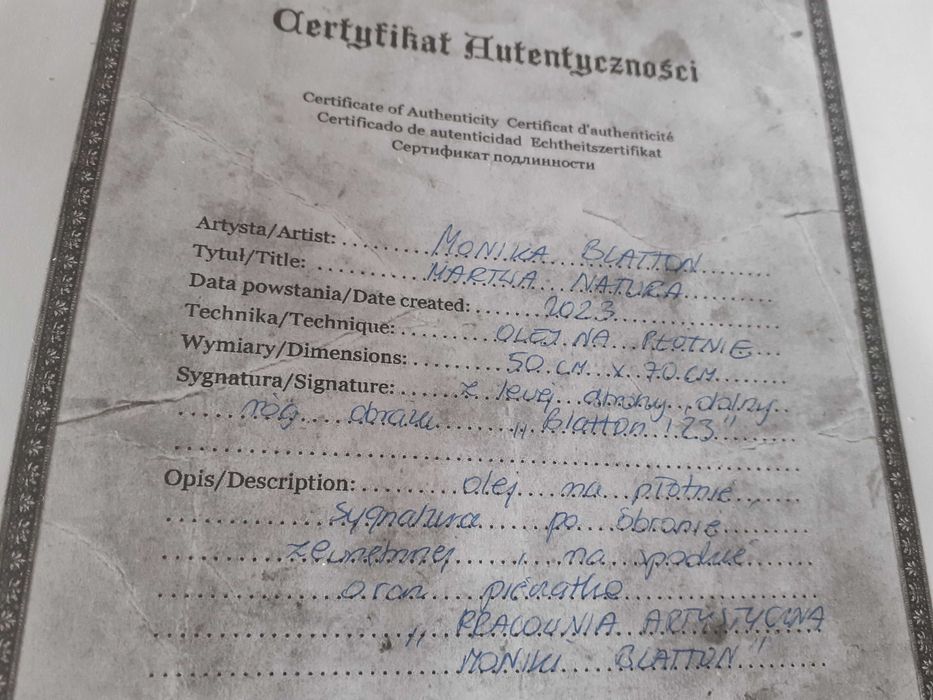 Certyfikat Autentyczności
Certificate of Authenticity Certificat d'authenticité
Certificado de autenticidad Echtheitszertifikat
Сертификат подлинности
Artysta/Artist: MONIKA BLATTON
Tytuł/Title: MARTWA NATURA
Data powstania/Date created: 2023
Technika/Technique: OLEJ NA PŁÓTNIE
Wymiary/Dimensions: 50 CM X 70 CM
Sygnatura/Signature: z lewej strony, dolny
róg obrazu „Blatton '23"
Opis/Description: olej na płótnie,
sygnatura po stronie
zewnętrznej i na spodzie
oraz pieczątka
„PRACOWNIA ARTYSTYCZNA
MONIKI BLATTON"